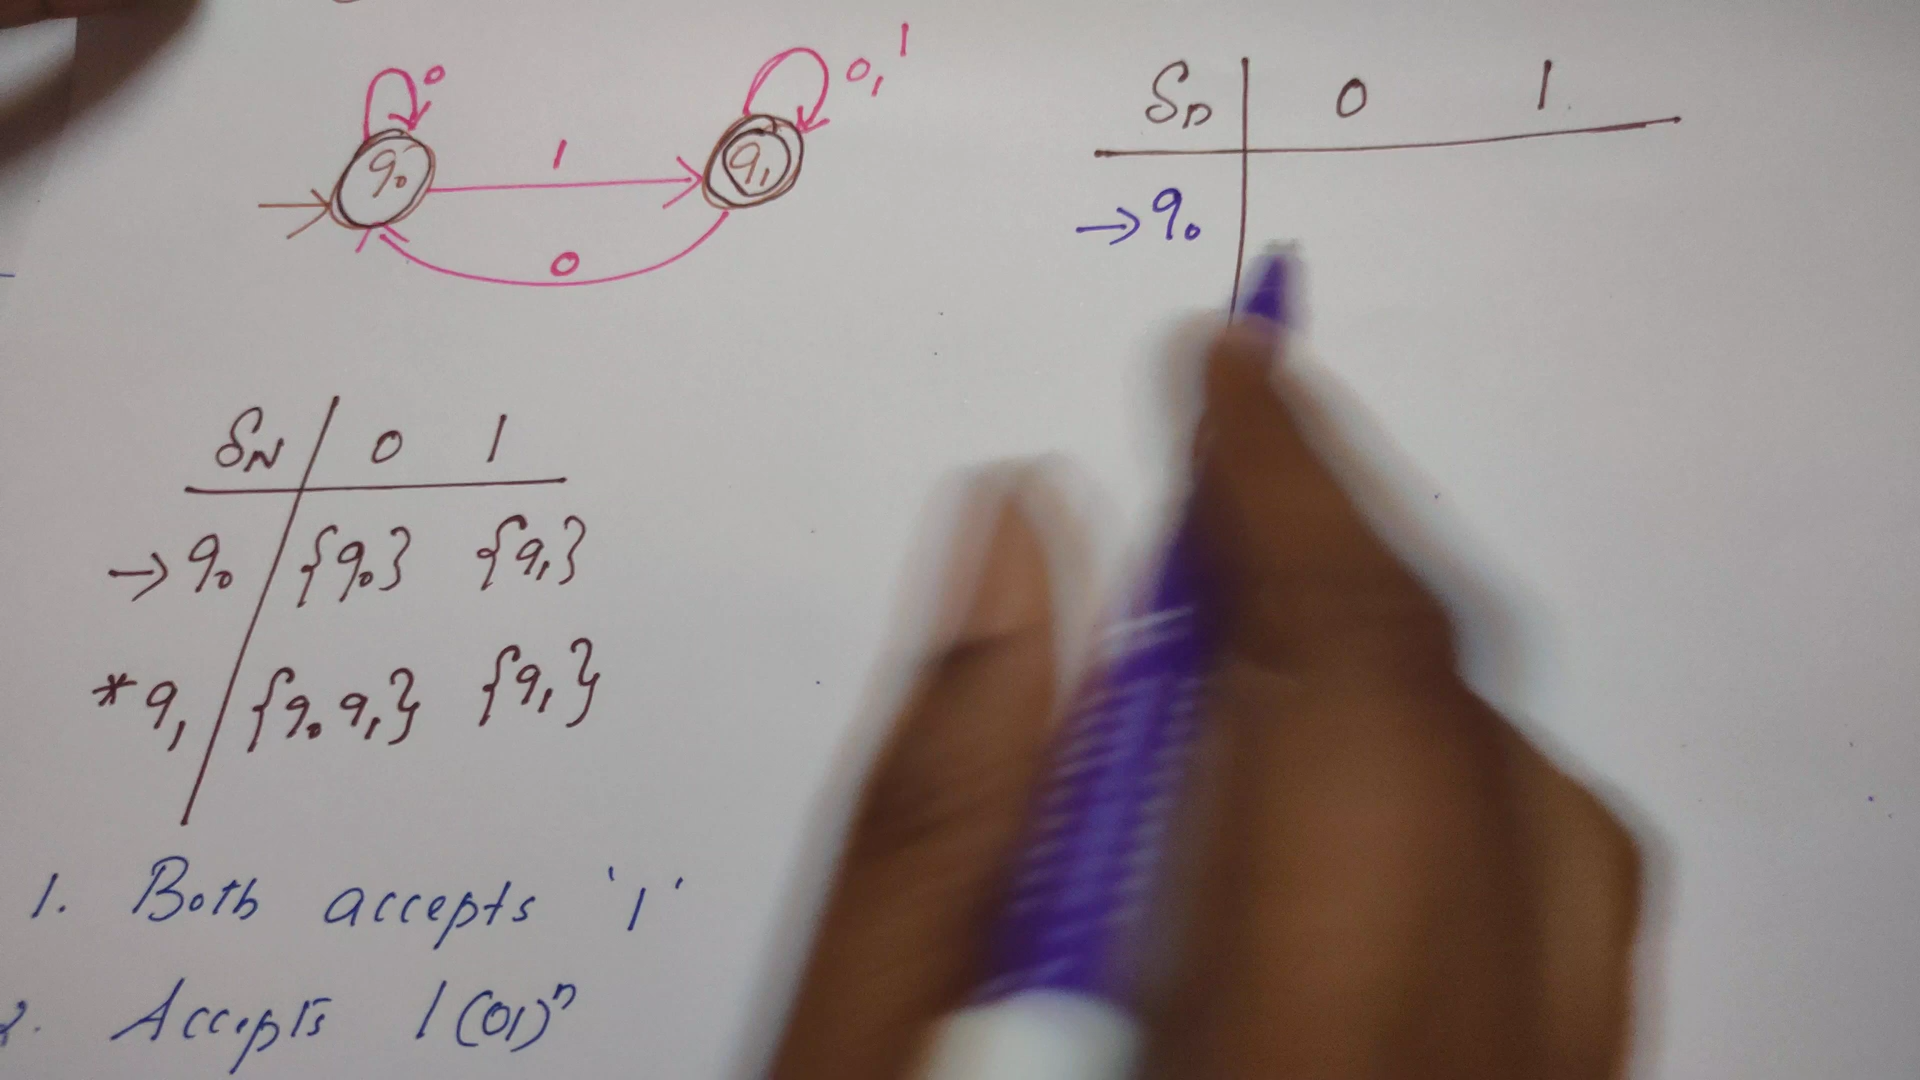 0
0, 1
q₀
1
q₁
0
δN 0 1
→ q₀ {q₀} {q₁}
* q₁ {q₀ q₁} {q₁}
1. Both accepts '1'
2. Accepts 1(01)ⁿ
δD 0 1
→ q₀